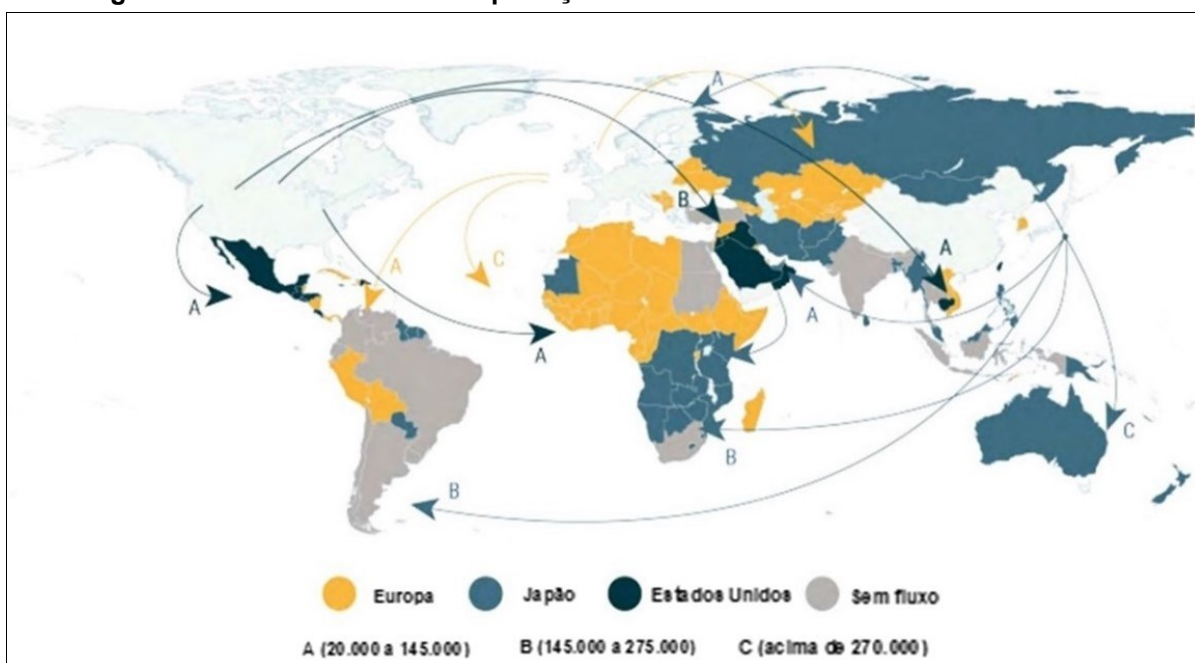 A
A
B
C
A
A
A
A
A
B
C
B
Europa
Japão
Estados Unidos
Sem fluxo
A (20.000 a 145.000)
B (145.000 a 275.000)
C (acima de 270.000)